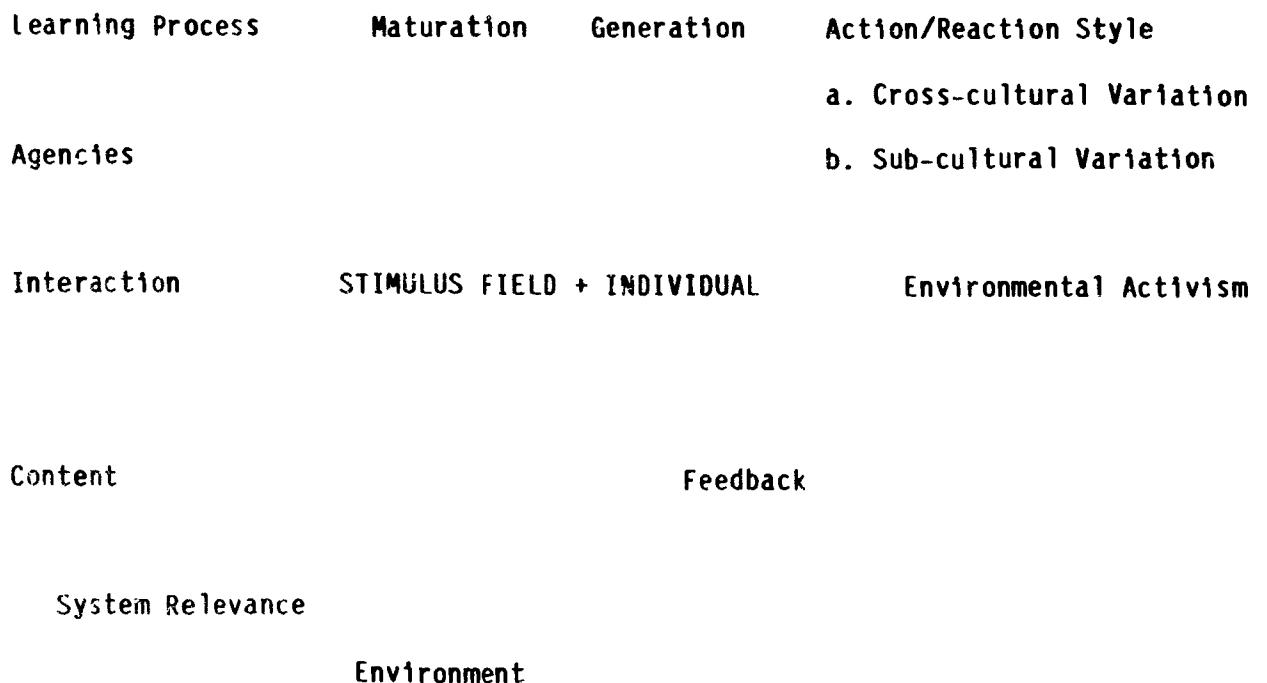 Learning Process Maturation Generation Action/Reaction Style
a. Cross-cultural Variation
Agencies b. Sub-cultural Variation
Interaction STIMULUS FIELD + INDIVIDUAL Environmental Activism
Content Feedback
System Relevance
Environment